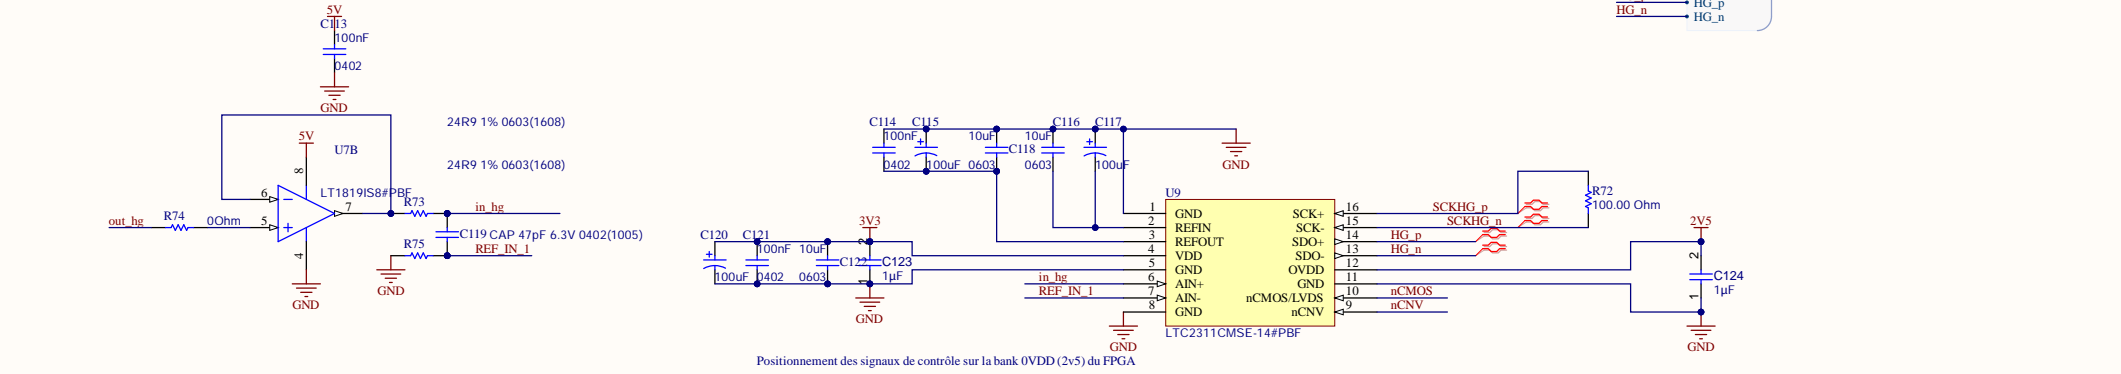 5V
C113
100nF
0402
GND
HG_p
HG_n
HG_n
24R9 1% 0603(1608)
24R9 1% 0603(1608)
5V
U7B
8
LT1819IS8#PBF
6
7
5
4
out_hg
R74
0Ohm
R73
in_hg
C119 CAP 47pF 6.3V 0402(1005)
R75
REF_IN_1
GND
GND
C114
C115
C116
C117
100nF
10uF
10uF
C118
0402
100uF
0603
0603
100uF
GND
C120
C121
3V3
100nF
10uF
2
C122
C123
100uF
0402
0603
1µF
1
GND
U9
1 GND SCK+ 16
2 REFIN SCK- 15
3 REFOUT SDO+ 14
4 VDD SDO- 13
5 GND OVDD 12
6 AIN+ GND 11
7 AIN- nCMOS/LVDS 10
8 GND nCNV 9
LTC2311CMSE-14#PBF
in_hg
REF_IN_1
GND
SCKHG_p
SCKHG_n
HG_p
HG_n
nCMOS
nCNV
R72
100.00 Ohm
2V5
2
C124
1µF
1
GND
Positionnement des signaux de contrôle sur la bank 0VDD (2v5) du FPGA